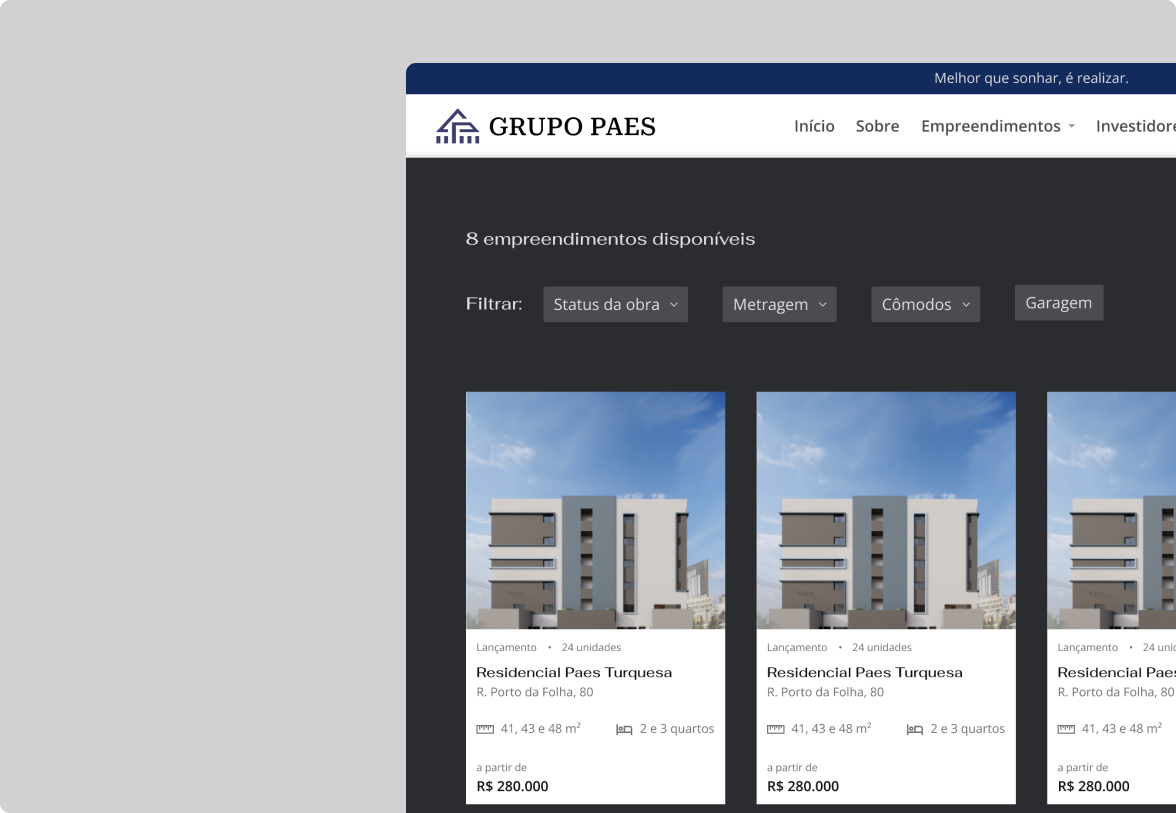 Melhor que sonhar, é realizar.
GRUPO PAES
Início Sobre Empreendimentos
8 empreendimentos disponíveis
Filtrar: Status da obra Metragem Cômodos Garagem
Lançamento • 24 unidades
Residencial Paes Turquesa
R. Porto da Folha, 80
41, 43 e 48 m² 2 e 3 quartos
a partir de
R$ 280.000
Lançamento • 24 unidades
Residencial Paes Turquesa
R. Porto da Folha, 80
41, 43 e 48 m² 2 e 3 quartos
a partir de
R$ 280.000
Lançamento • 24
Residencial
R. Porto da Folha, 80
41, 43 e 48 m²
a partir de
R$ 280.000